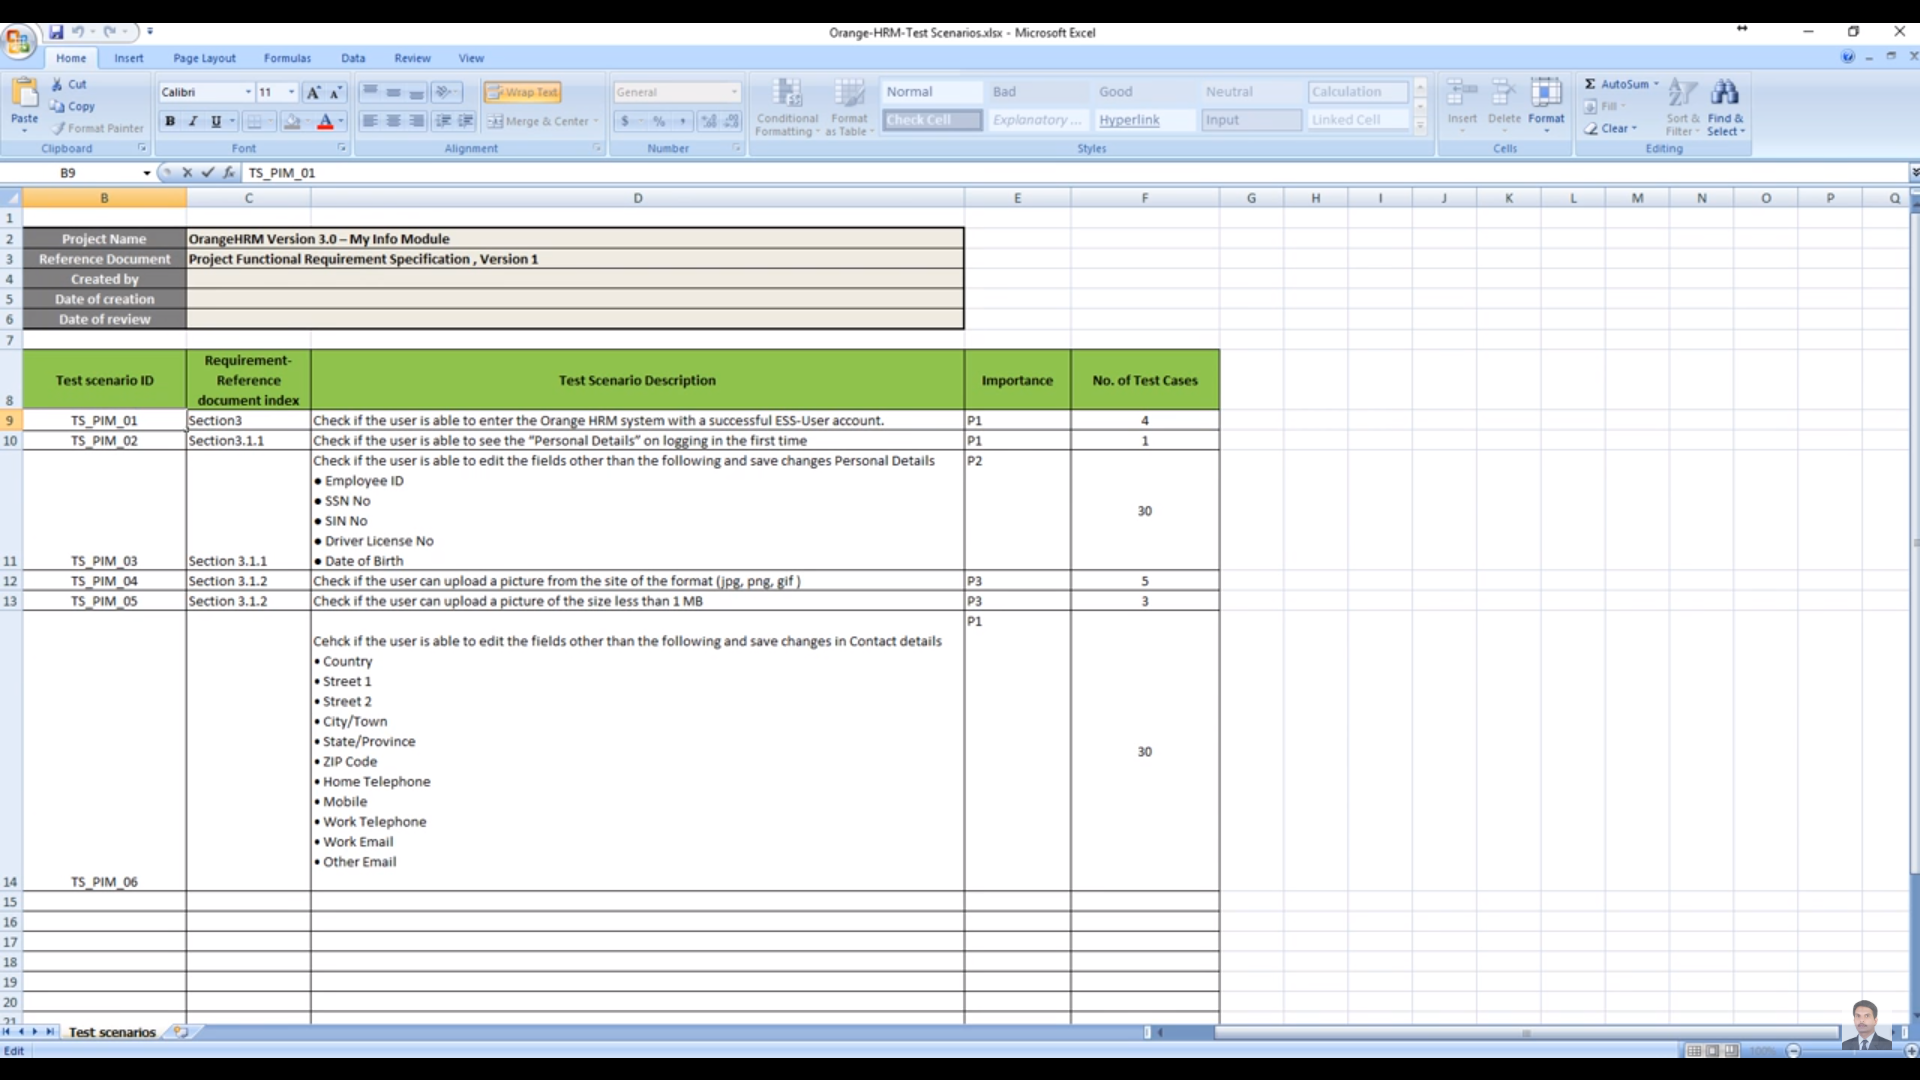 Orange-HRM-Test Scenarios.xlsx - Microsoft Excel
Home Insert Page Layout Formulas Data Review View
Paste
Cut
Copy
Format Painter
Clipboard
Calibri 11
B I U
Font
Wrap Text
Merge & Center
Alignment
General
$ % ,
Number
Conditional Formatting
Format as Table
Normal Bad Good Neutral Calculation
Check Cell Explanatory ... Hyperlink Input Linked Cell
Styles
Insert Delete Format
Cells
Σ AutoSum
Fill
Clear
Sort & Filter
Find & Select
Editing
B9 fx TS_PIM_01
B C D E F G H I J K L M N O P Q
1
2 Project Name OrangeHRM Version 3.0 – My Info Module
3 Reference Document Project Functional Requirement Specification , Version 1
4 Created by
5 Date of creation
6 Date of review
7
8 Test scenario ID Requirement-Reference document index Test Scenario Description Importance No. of Test Cases
9 TS_PIM_01 Section3 Check if the user is able to enter the Orange HRM system with a successful ESS-User account. P1 4
10 TS_PIM_02 Section3.1.1 Check if the user is able to see the “Personal Details” on logging in the first time P1 1
Check if the user is able to edit the fields other than the following and save changes Personal Details P2
● Employee ID
● SSN No
30
● SIN No
● Driver License No
11 TS_PIM_03 Section 3.1.1 ● Date of Birth
12 TS_PIM_04 Section 3.1.2 Check if the user can upload a picture from the site of the format (jpg, png, gif ) P3 5
13 TS_PIM_05 Section 3.1.2 Check if the user can upload a picture of the size less than 1 MB P3 3
P1
Cehck if the user is able to edit the fields other than the following and save changes in Contact details
• Country
• Street 1
• Street 2
• City/Town
• State/Province
30
• ZIP Code
• Home Telephone
• Mobile
• Work Telephone
• Work Email
• Other Email
14 TS_PIM_06
15
16
17
18
19
20
21
Test scenarios
Edit